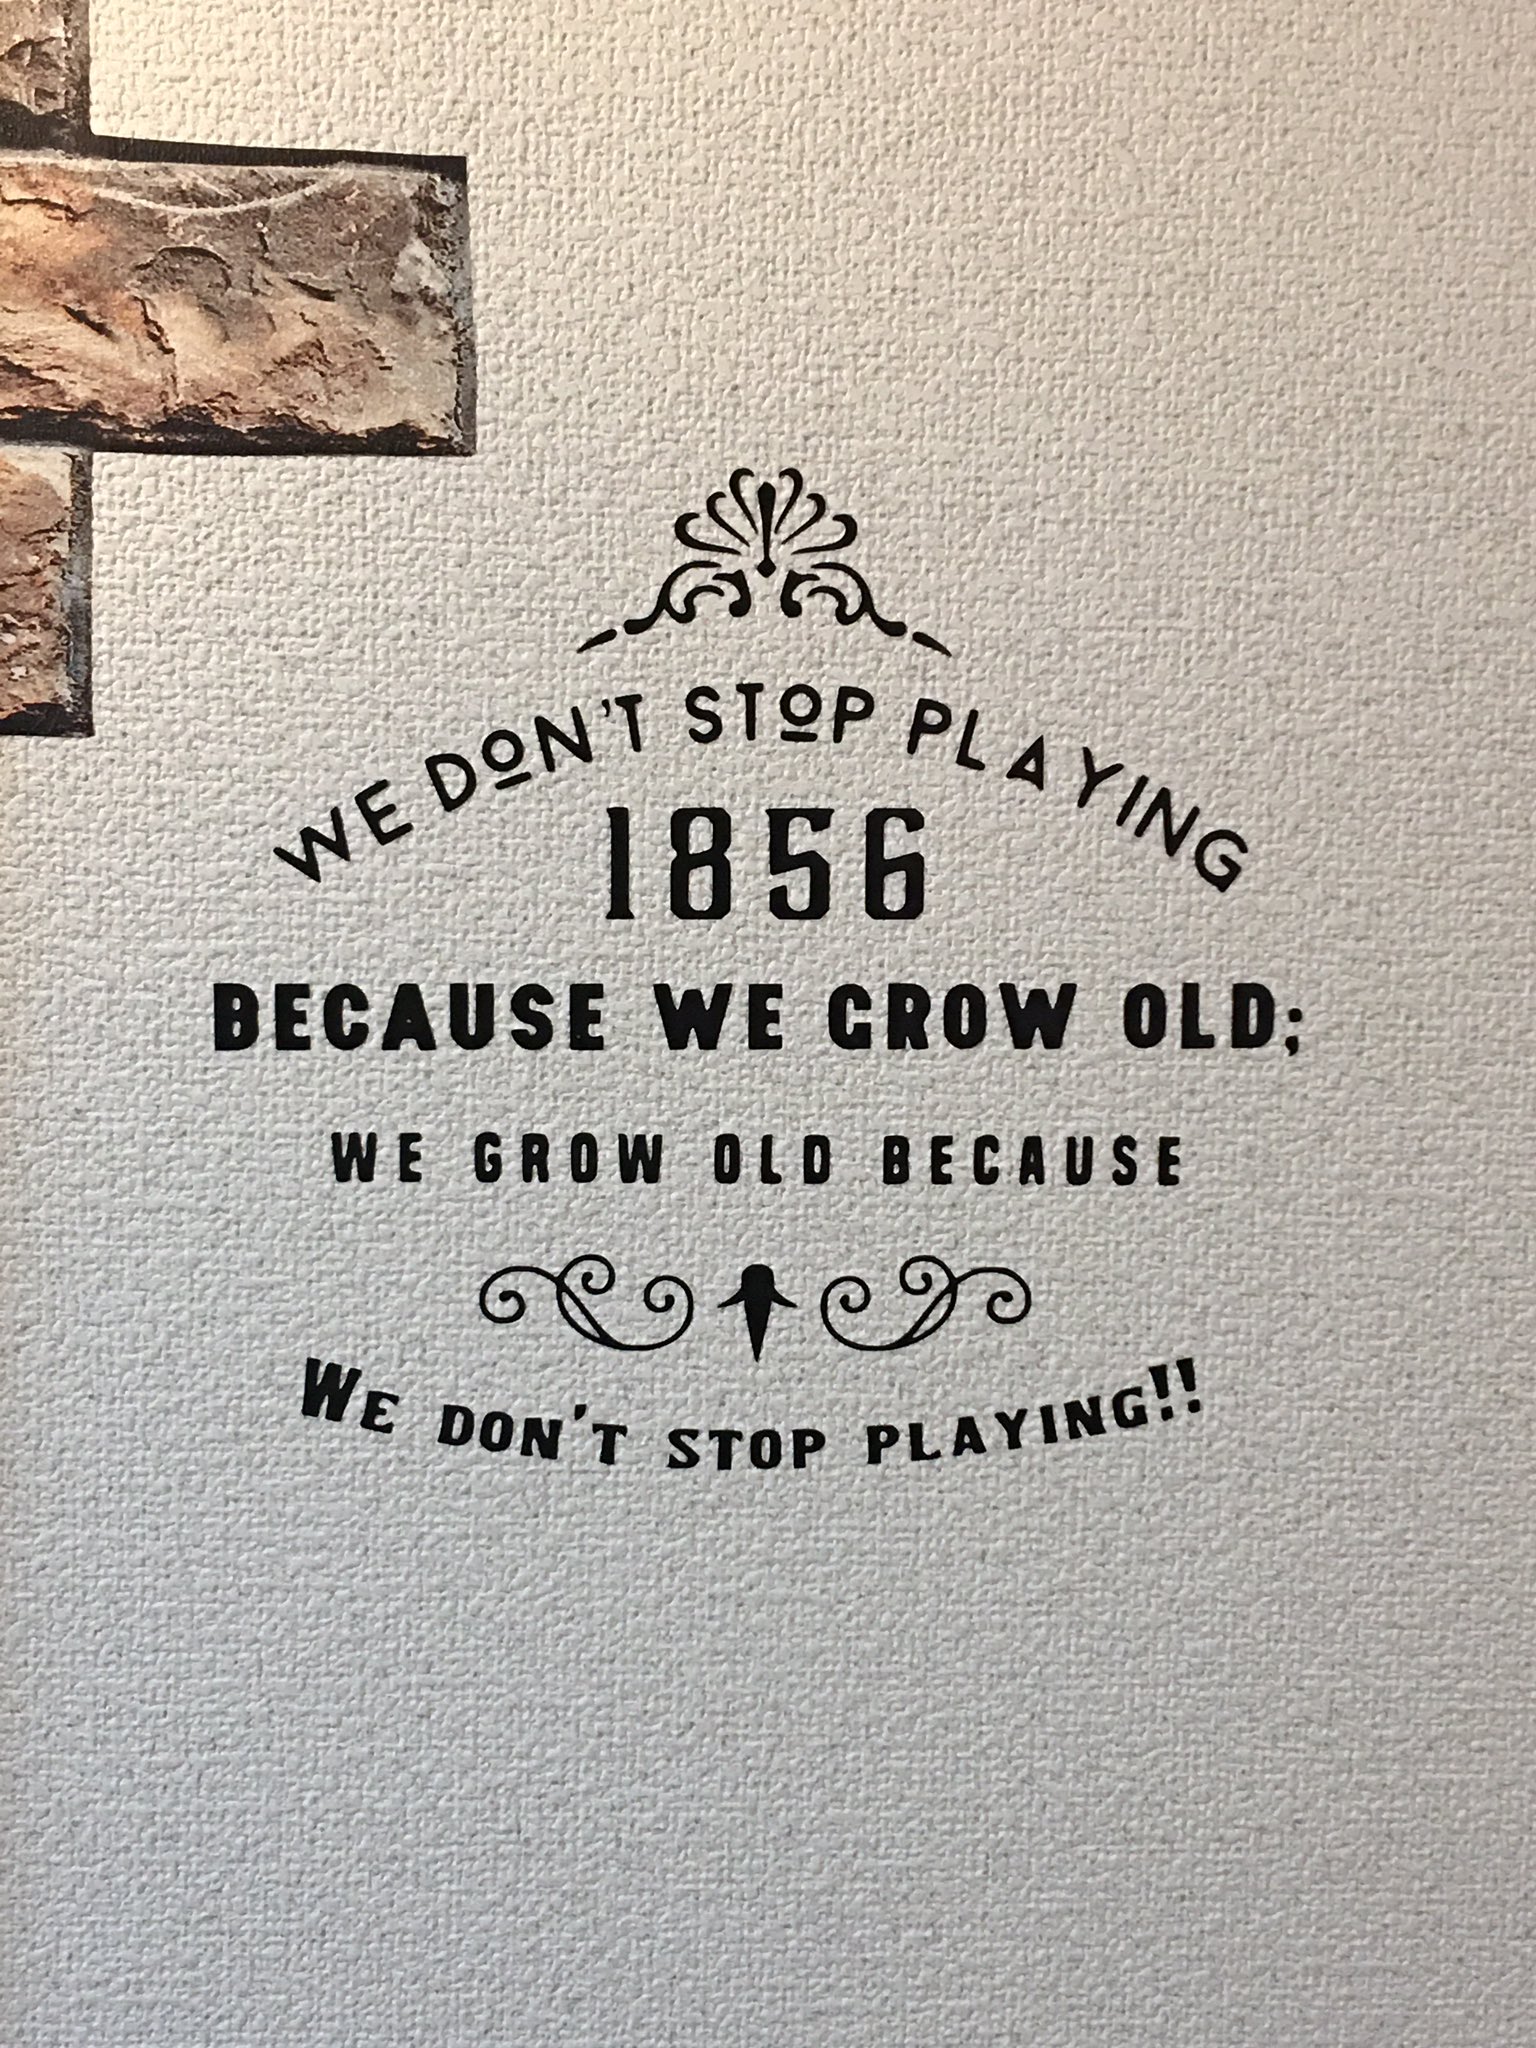 WE DON'T STOP PLAYING
1856
BECAUSE WE GROW OLD;
WE GROW OLD BECAUSE
WE DON'T STOP PLAYING!!